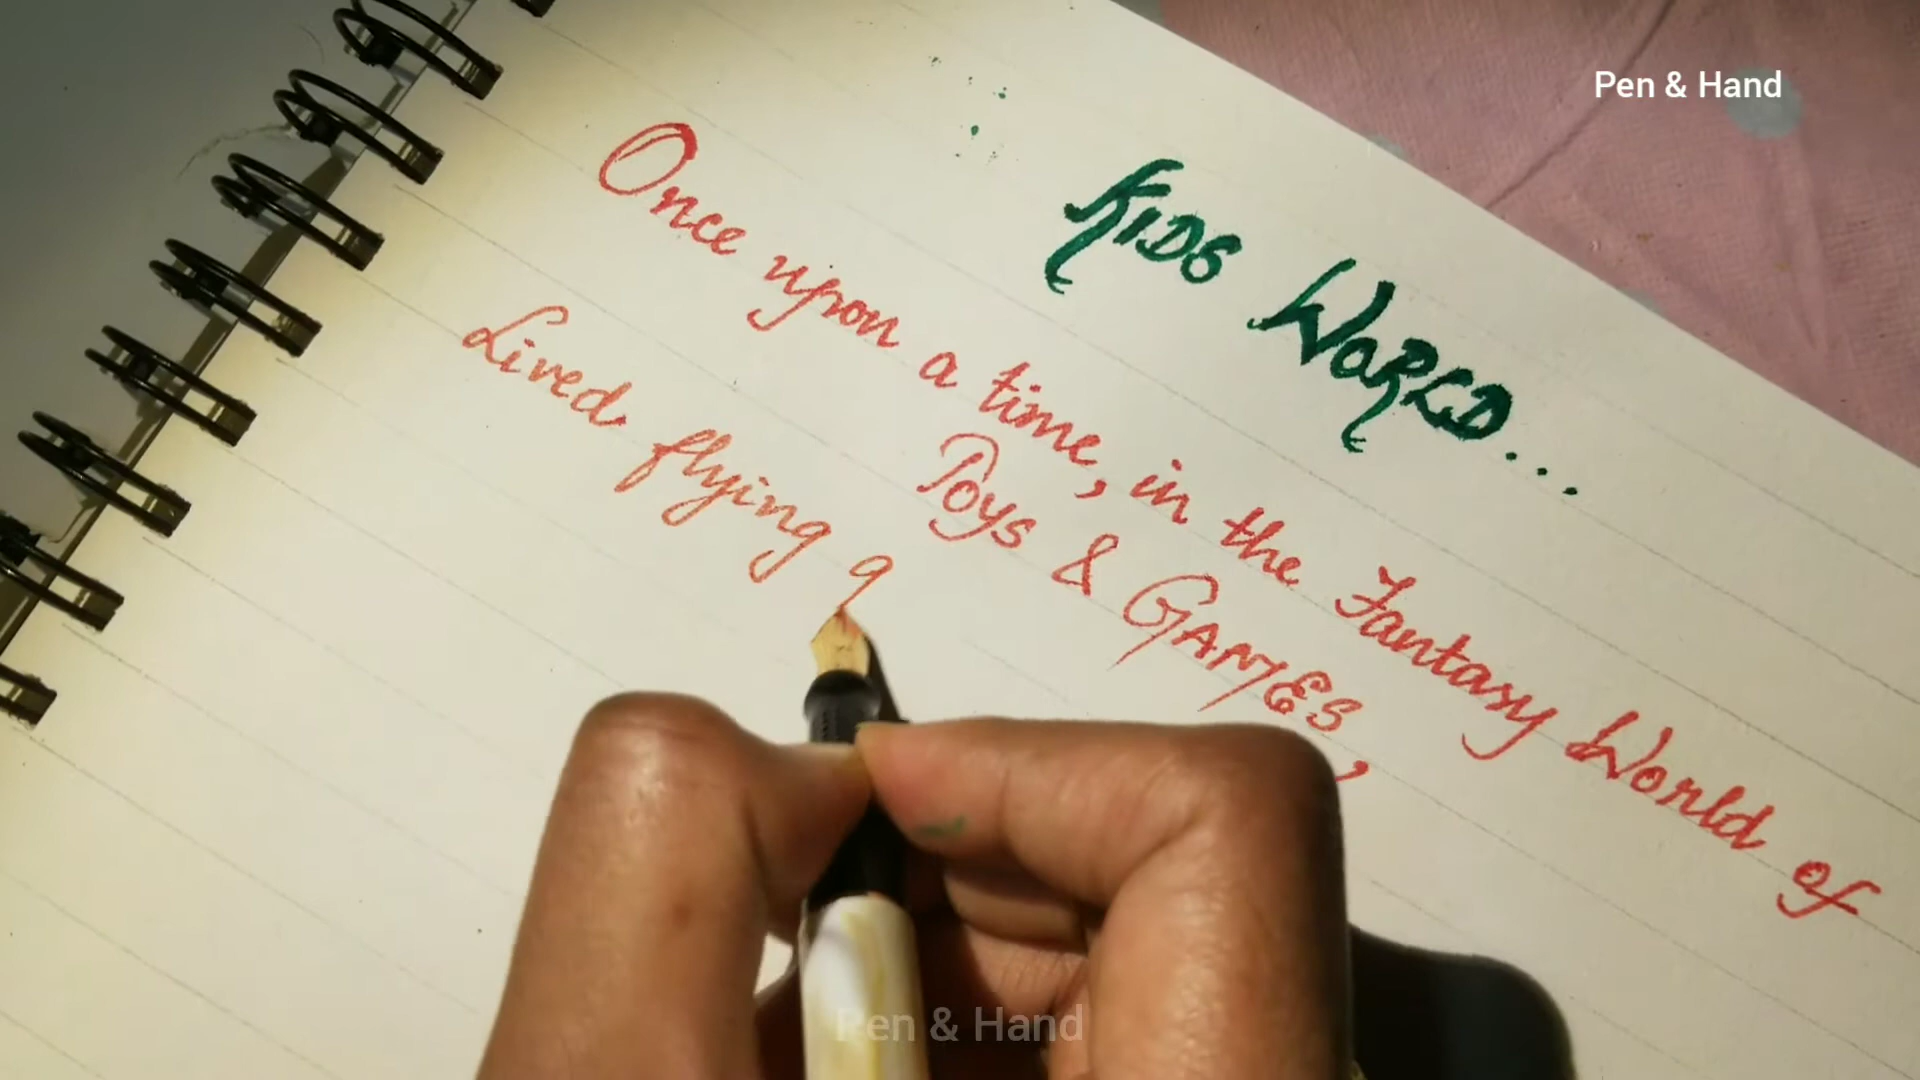 Pen & Hand
KIDS WORLD...
Once upon a time, in the Fantasy World of
Toys & GAMES,
Lived flying
Pen & Hand